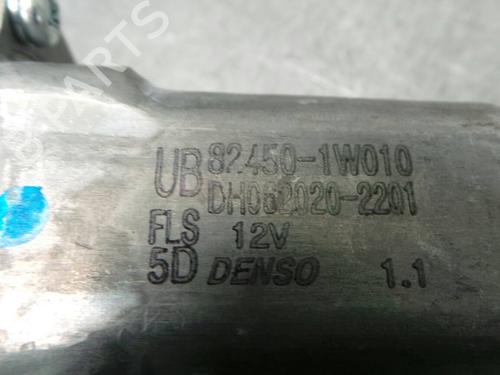 UB 82450-1W010
DH062020-2201
FLS 12V
5D DENSO 1.1